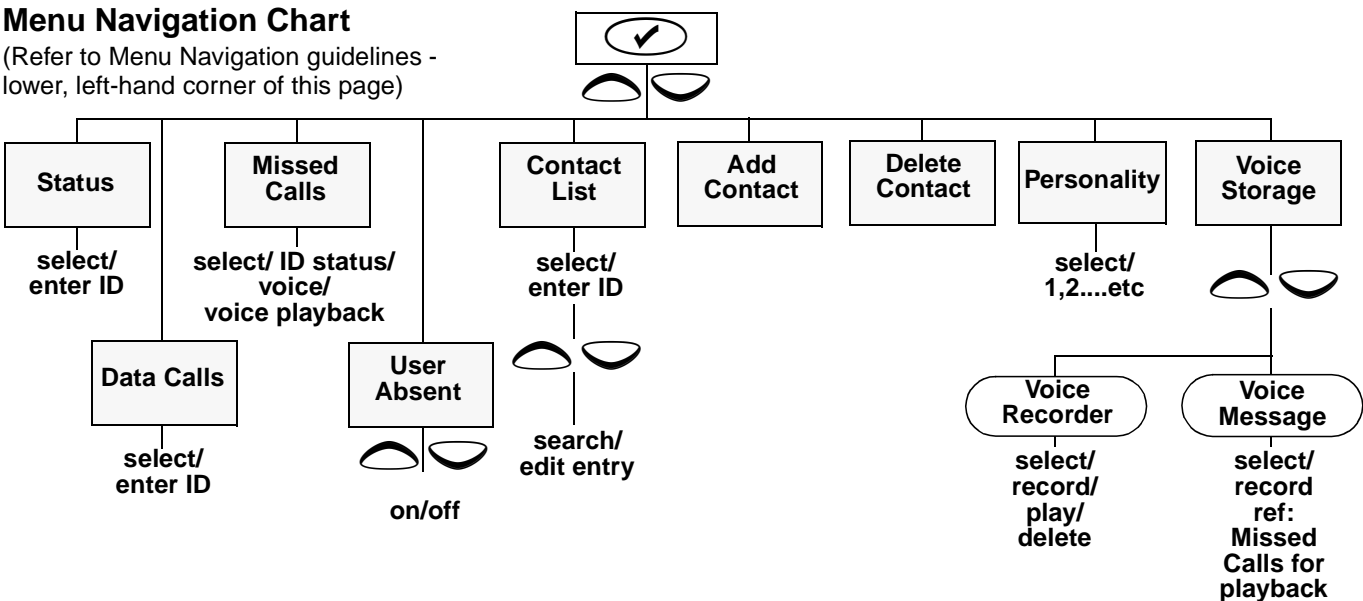 Menu Navigation Chart
(Refer to Menu Navigation guidelines -
lower, left-hand corner of this page)
Status
select/
enter ID
Data Calls
select/
enter ID
Missed
Calls
select/ ID status/
voice/
voice playback
User
Absent
on/off
Contact
List
select/
enter ID
search/
edit entry
Add
Contact
Delete
Contact
Personality
select/
1,2....etc
Voice
Storage
Voice
Recorder
select/
record/
play/
delete
Voice
Message
select/
record
ref:
Missed
Calls for
playback